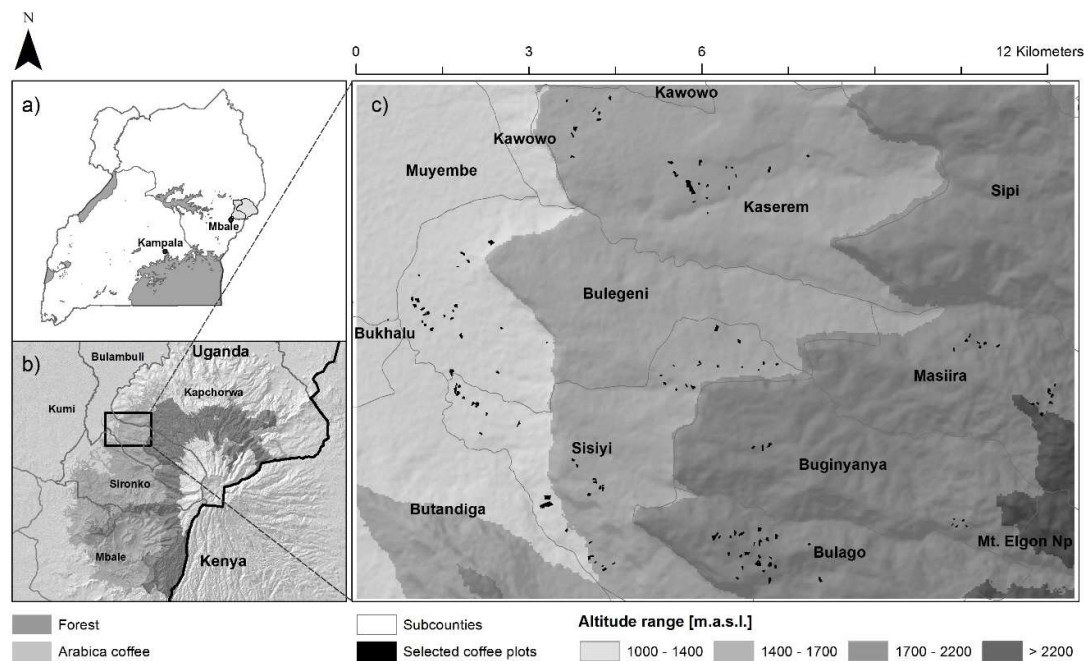 N
0 3 6 12 Kilometers
a)
Mbale
Kampala
b)
Bulambuli
Uganda
Kapchorwa
Kumi
Sironko
Mbale
Kenya
c)
Kawowo
Kawowo
Muyembe
Sipi
Kaserem
Bulegeni
Bukhalu
Masiira
Sisiyi
Buginyanya
Butandiga
Bulago
Mt. Elgon Np
Forest
Arabica coffee
Subcounties
Selected coffee plots
Altitude range [m.a.s.l.]
1000 - 1400 1400 - 1700 1700 - 2200 > 2200